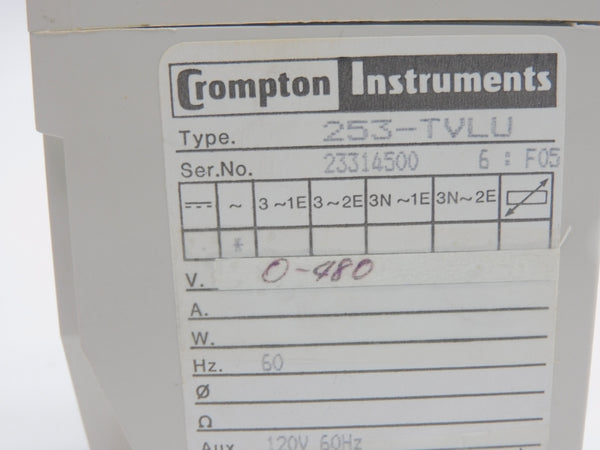 Crompton Instruments
Type. 253-TVLU
Ser.No. 23314500 6 : F05
~ 3~1E 3~2E 3N~1E 3N~2E
*
V. 0-480
A.
W.
Hz. 60
Ø
Ω
Aux 120V 60Hz